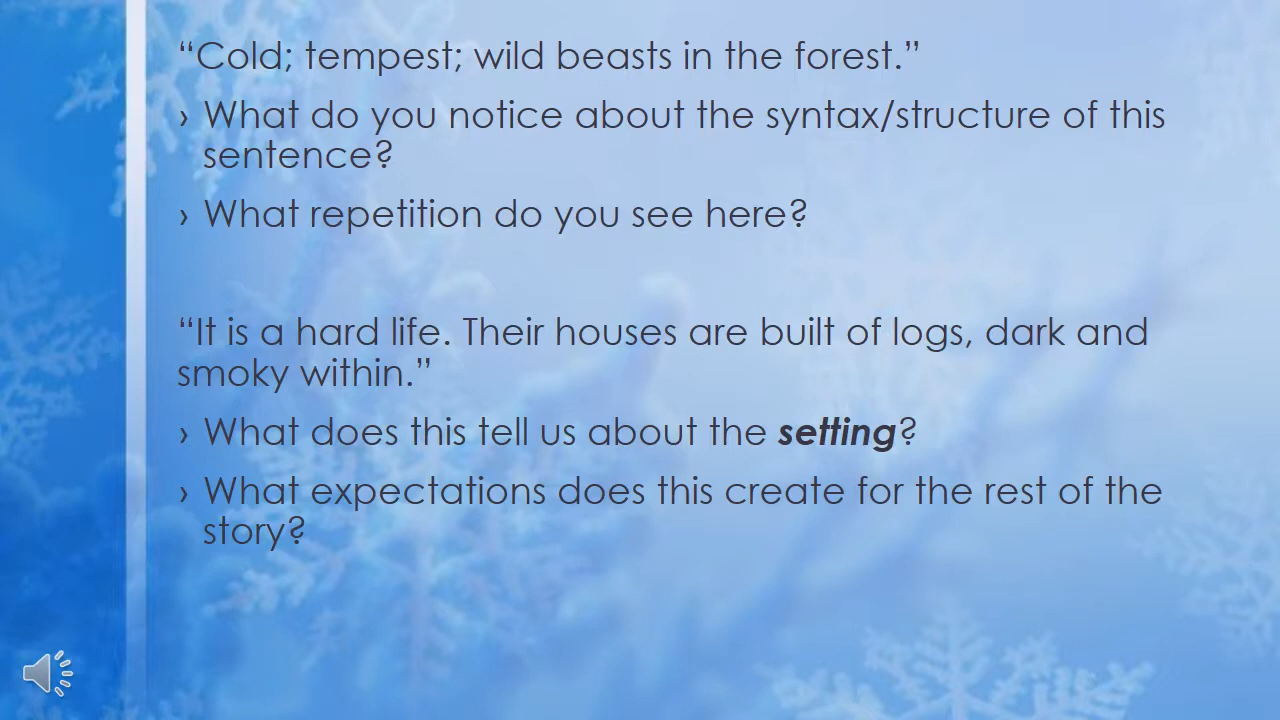 “Cold; tempest; wild beasts in the forest.”
› What do you notice about the syntax/structure of this
sentence?
› What repetition do you see here?
“It is a hard life. Their houses are built of logs, dark and
smoky within.”
› What does this tell us about the setting?
› What expectations does this create for the rest of the
story?